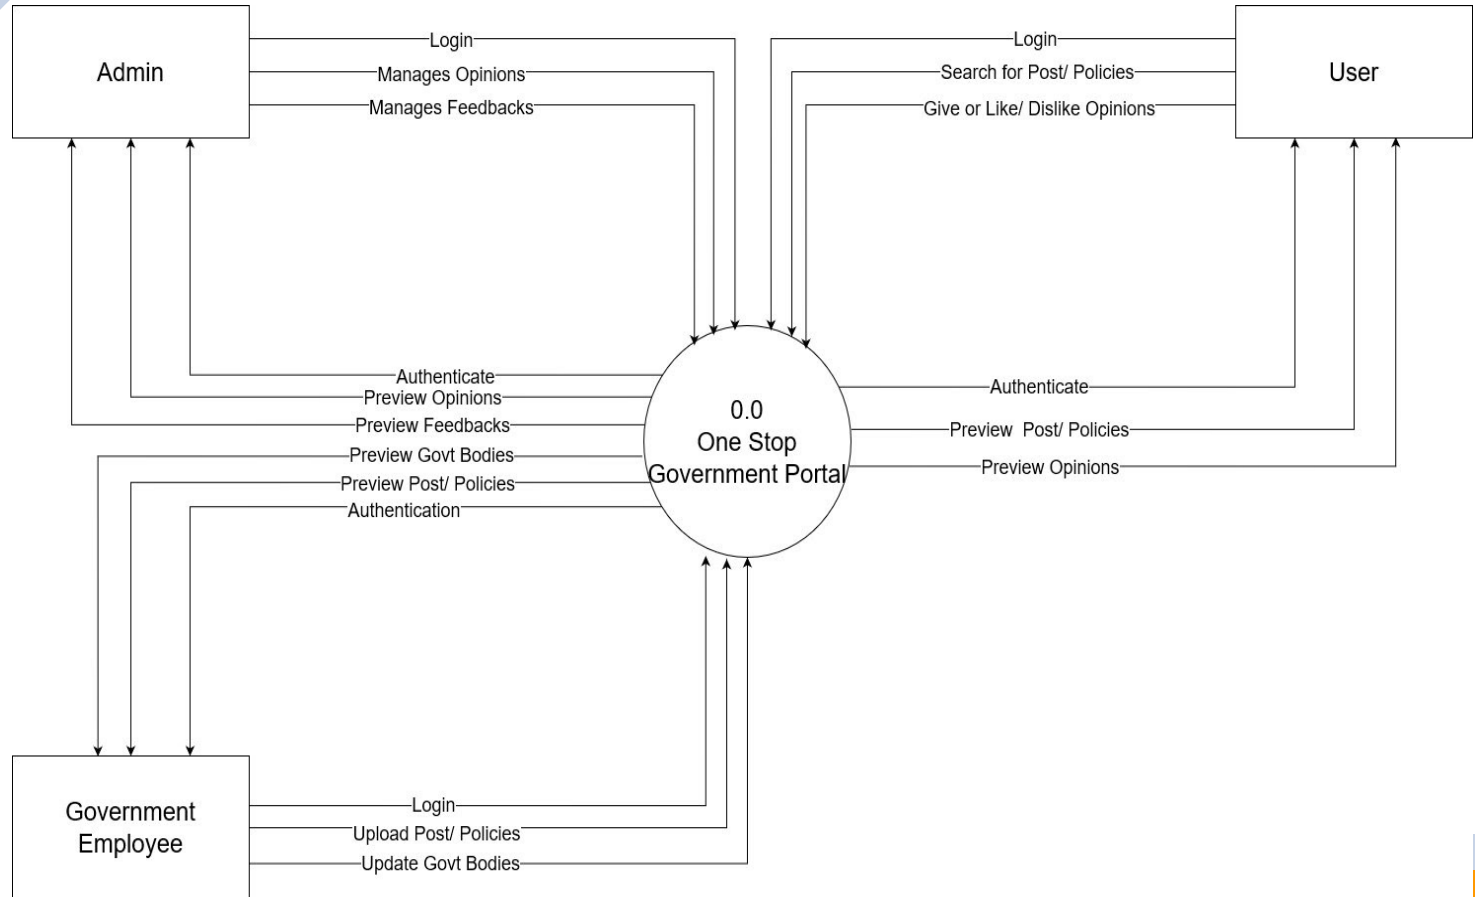 Admin
Login
Manages Opinions
Manages Feedbacks
Login
Search for Post/ Policies
Give or Like/ Dislike Opinions
User
Authenticate
Preview Opinions
Preview Feedbacks
Preview Govt Bodies
Preview Post/ Policies
Authentication
0.0
One Stop
Government Portal
Authenticate
Preview Post/ Policies
Preview Opinions
Government
Employee
Login
Upload Post/ Policies
Update Govt Bodies